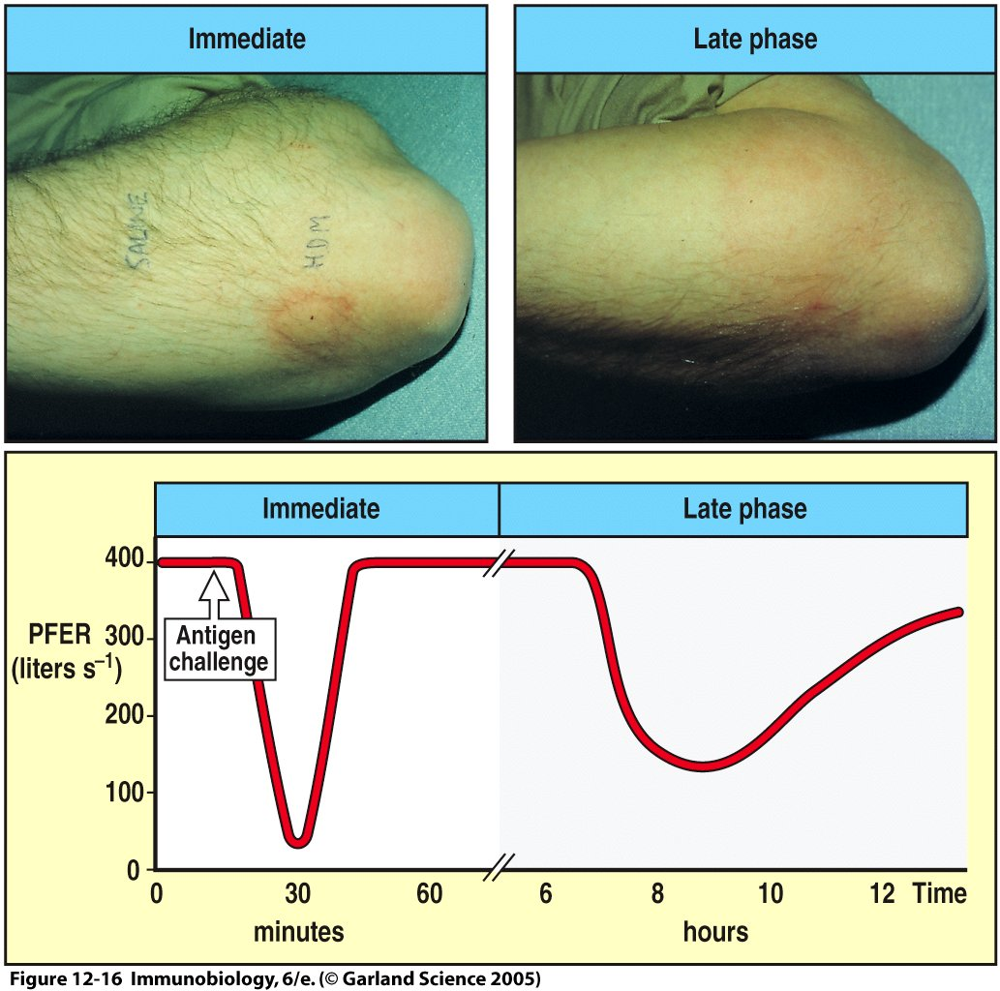 Immediate
Late phase
SALINE
HDM
Immediate
Late phase
400
300
200
100
0
PFER
(liters s⁻¹)
Antigen
challenge
0 30 60 6 8 10 12 Time
minutes hours
Figure 12-16 Immunobiology, 6/e. (© Garland Science 2005)